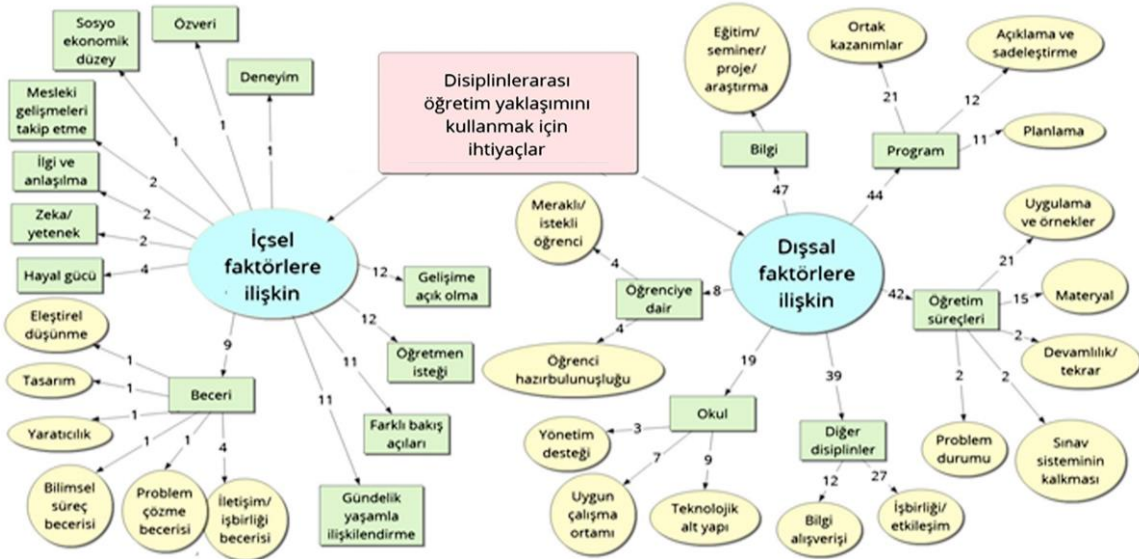 Disiplinlerarası
öğretim yaklaşımını
kullanmak için
ihtiyaçlar
İçsel
faktörlere
ilişkin
1
Sosyo
ekonomik
düzey
1
Özveri
1
Deneyim
2
Mesleki
gelişmeleri
takip etme
2
İlgi ve
anlaşılma
2
Zeka/
yetenek
4
Hayal gücü
12
Gelişime
açık olma
12
Öğretmen
isteği
11
Farklı bakış
açıları
11
Gündelik
yaşamla
ilişkilendirme
9
Beceri
1
Eleştirel
düşünme
1
Tasarım
1
Yaratıcılık
1
Bilimsel
süreç
becerisi
1
Problem
çözme
becerisi
4
İletişim/
işbirliği
becerisi
Dışsal
faktörlere
ilişkin
47
Bilgi
Eğitim/
seminer/
proje/
araştırma
44
Program
21
Ortak
kazanımlar
12
Açıklama ve
sadeleştirme
11
Planlama
42
Öğretim
süreçleri
21
Uygulama
ve örnekler
15
Materyal
2
Devamlılık/
tekrar
2
Sınav
sisteminin
kalkması
2
Problem
durumu
39
Diğer
disiplinler
12
Bilgi
alışverişi
27
İşbirliği/
etkileşim
19
Okul
3
Yönetim
desteği
7
Uygun
çalışma
ortamı
9
Teknolojik
alt yapı
8
Öğrenciye
dair
4
Meraklı/
istekli
öğrenci
4
Öğrenci
hazırbulunuşluğu